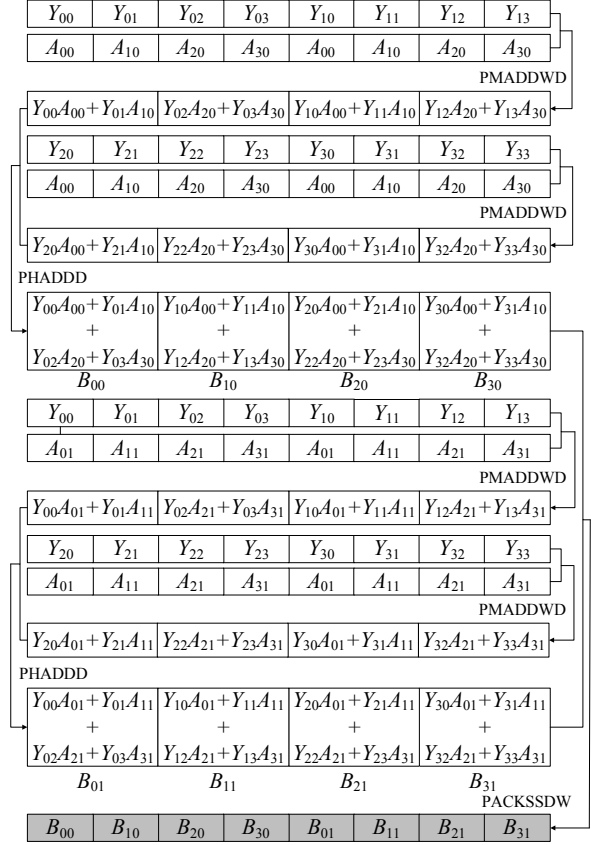 Y₀₀ Y₀₁ Y₀₂ Y₀₃ Y₁₀ Y₁₁ Y₁₂ Y₁₃
A₀₀ A₁₀ A₂₀ A₃₀ A₀₀ A₁₀ A₂₀ A₃₀
PMADDWD
Y₀₀A₀₀+Y₀₁A₁₀ Y₀₂A₂₀+Y₀₃A₃₀ Y₁₀A₀₀+Y₁₁A₁₀ Y₁₂A₂₀+Y₁₃A₃₀
Y₂₀ Y₂₁ Y₂₂ Y₂₃ Y₃₀ Y₃₁ Y₃₂ Y₃₃
A₀₀ A₁₀ A₂₀ A₃₀ A₀₀ A₁₀ A₂₀ A₃₀
PMADDWD
Y₂₀A₀₀+Y₂₁A₁₀ Y₂₂A₂₀+Y₂₃A₃₀ Y₃₀A₀₀+Y₃₁A₁₀ Y₃₂A₂₀+Y₃₃A₃₀
PHADDD
Y₀₀A₀₀+Y₀₁A₁₀ Y₁₀A₀₀+Y₁₁A₁₀ Y₂₀A₀₀+Y₂₁A₁₀ Y₃₀A₀₀+Y₃₁A₁₀
+ + + +
Y₀₂A₂₀+Y₀₃A₃₀ Y₁₂A₂₀+Y₁₃A₃₀ Y₂₂A₂₀+Y₂₃A₃₀ Y₃₂A₂₀+Y₃₃A₃₀
B₀₀ B₁₀ B₂₀ B₃₀
Y₀₀ Y₀₁ Y₀₂ Y₀₃ Y₁₀ Y₁₁ Y₁₂ Y₁₃
A₀₁ A₁₁ A₂₁ A₃₁ A₀₁ A₁₁ A₂₁ A₃₁
PMADDWD
Y₀₀A₀₁+Y₀₁A₁₁ Y₀₂A₂₁+Y₀₃A₃₁ Y₁₀A₀₁+Y₁₁A₁₁ Y₁₂A₂₁+Y₁₃A₃₁
Y₂₀ Y₂₁ Y₂₂ Y₂₃ Y₃₀ Y₃₁ Y₃₂ Y₃₃
A₀₁ A₁₁ A₂₁ A₃₁ A₀₁ A₁₁ A₂₁ A₃₁
PMADDWD
Y₂₀A₀₁+Y₂₁A₁₁ Y₂₂A₂₁+Y₂₃A₃₁ Y₃₀A₀₁+Y₃₁A₁₁ Y₃₂A₂₁+Y₃₃A₃₁
PHADDD
Y₀₀A₀₁+Y₀₁A₁₁ Y₁₀A₀₁+Y₁₁A₁₁ Y₂₀A₀₁+Y₂₁A₁₁ Y₃₀A₀₁+Y₃₁A₁₁
+ + + +
Y₀₂A₂₁+Y₀₃A₃₁ Y₁₂A₂₁+Y₁₃A₃₁ Y₂₂A₂₁+Y₂₃A₃₁ Y₃₂A₂₁+Y₃₃A₃₁
B₀₁ B₁₁ B₂₁ B₃₁
PACKSSDW
B₀₀ B₁₀ B₂₀ B₃₀ B₀₁ B₁₁ B₂₁ B₃₁